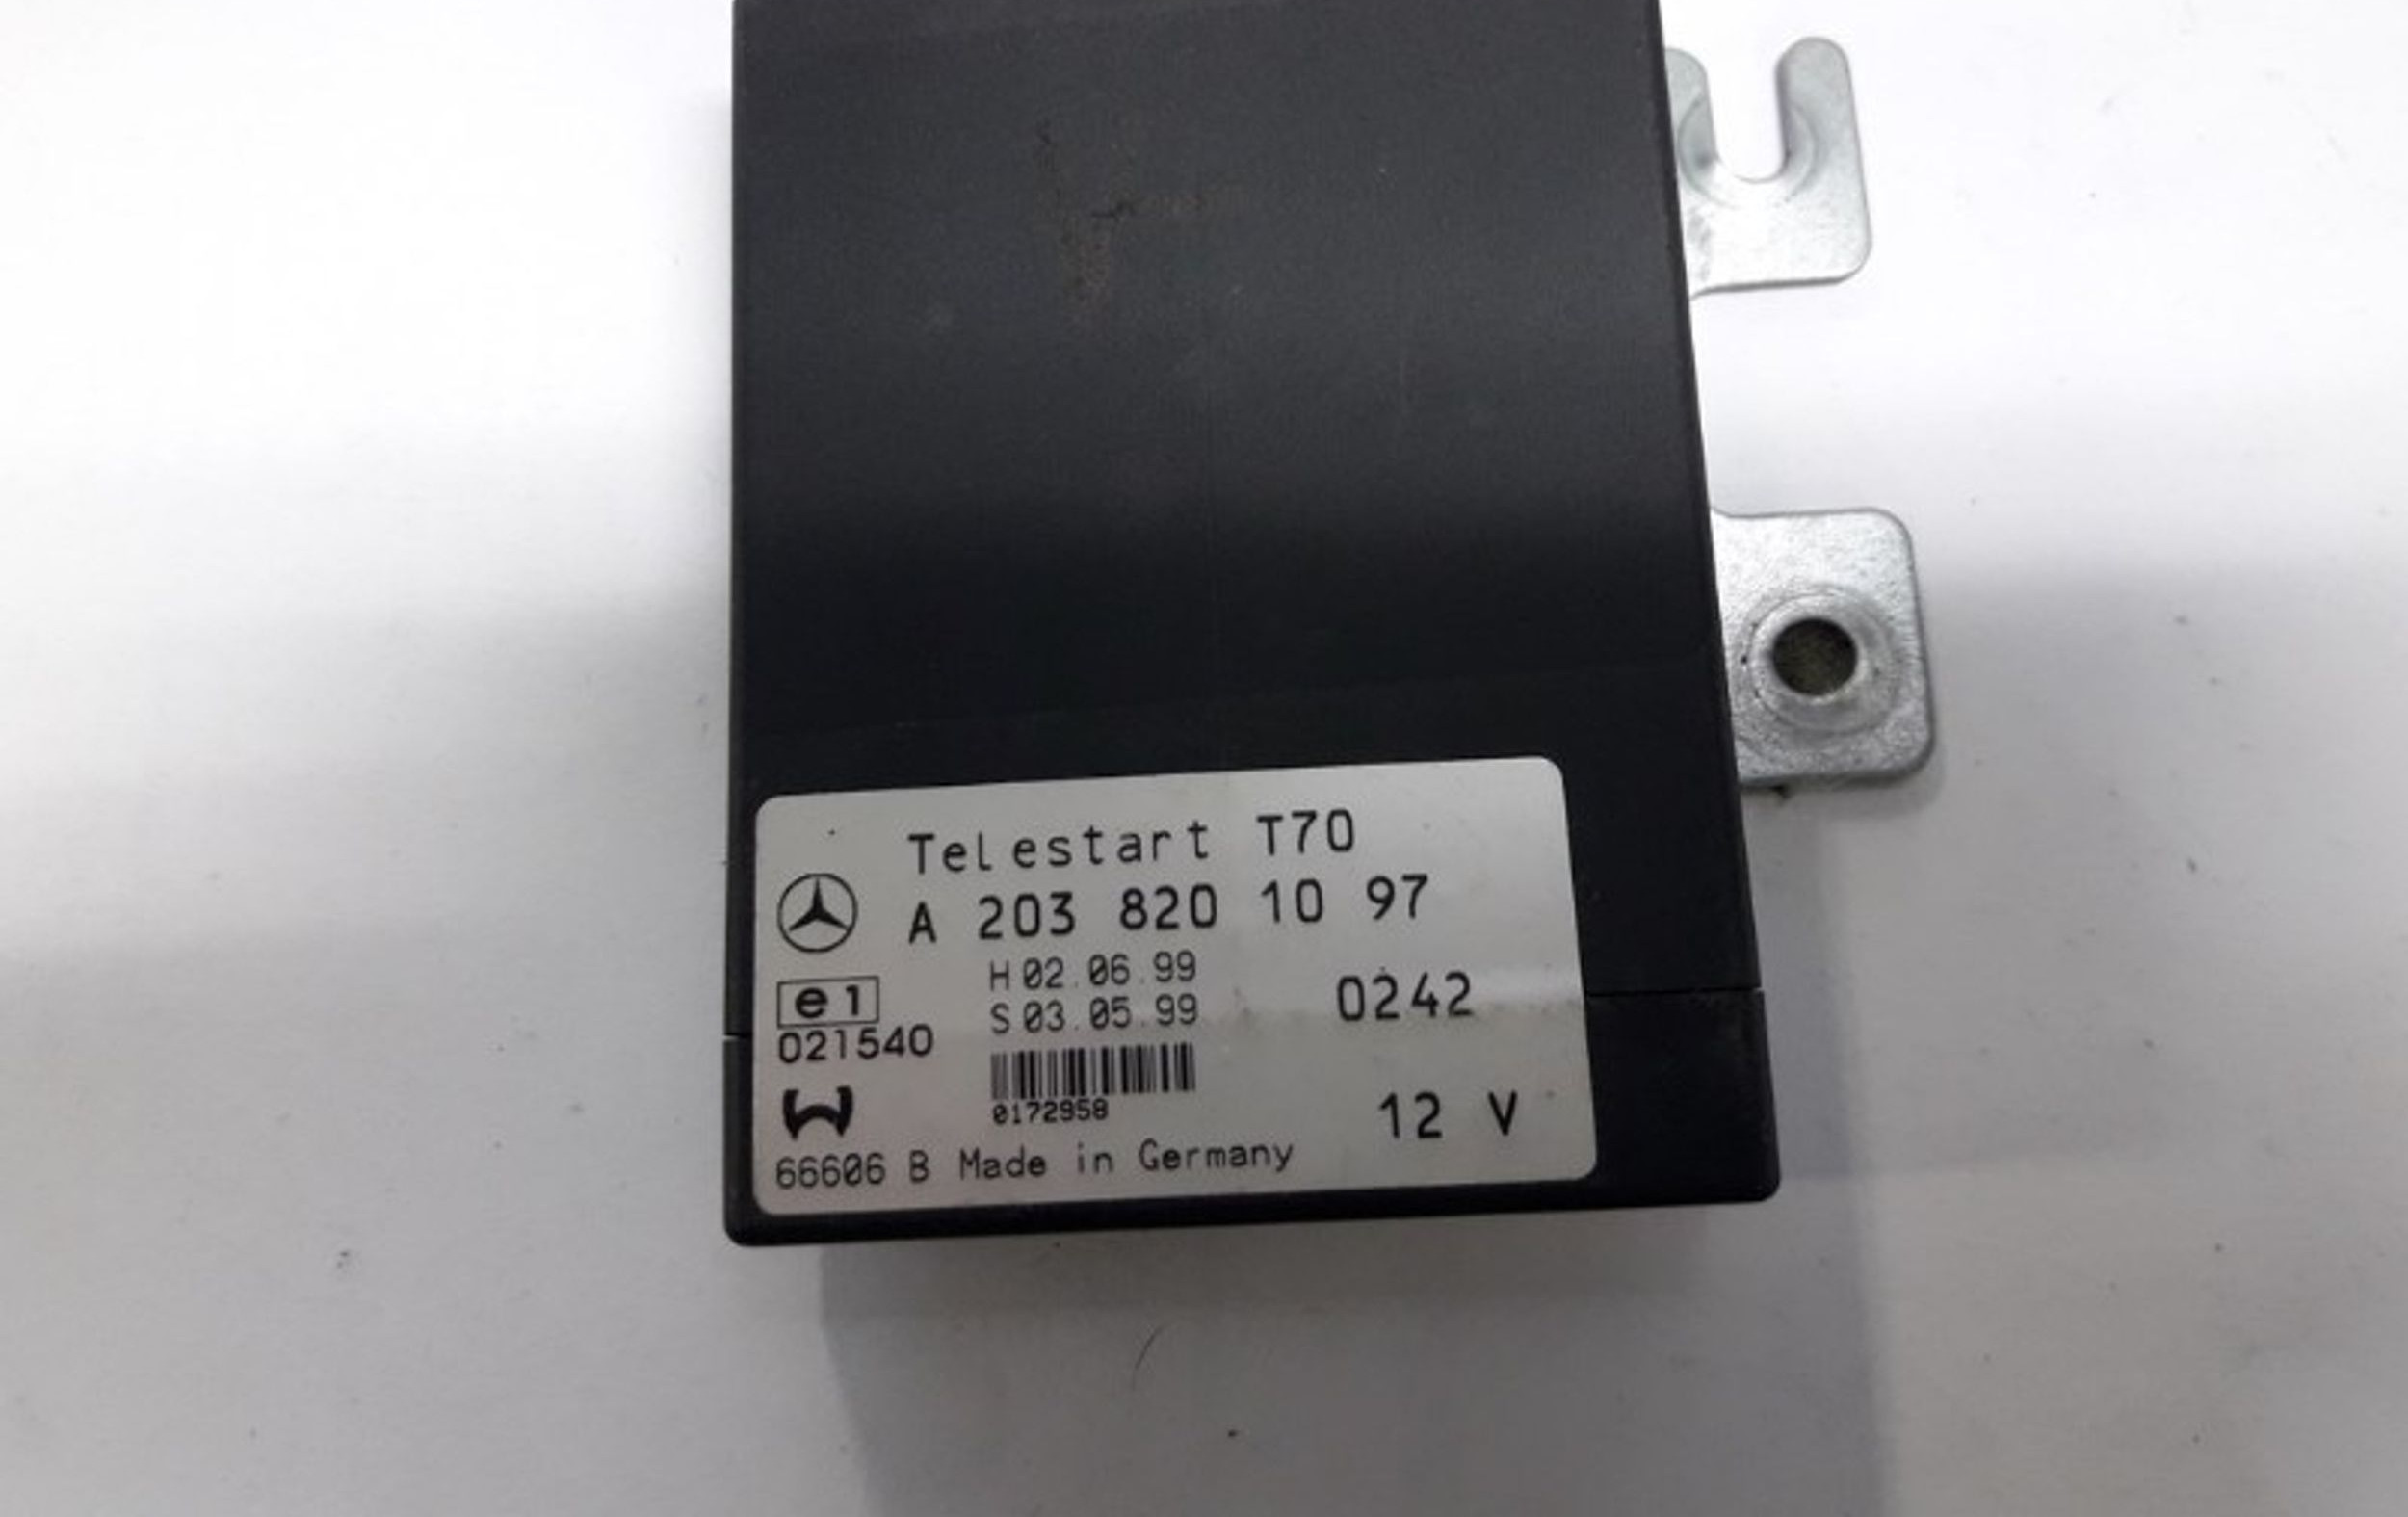 Telestart T70
A 203 820 10 97
H 02.06.99
S 03.05.99
0242
e1
021540
0172958
12 V
66606 B Made in Germany